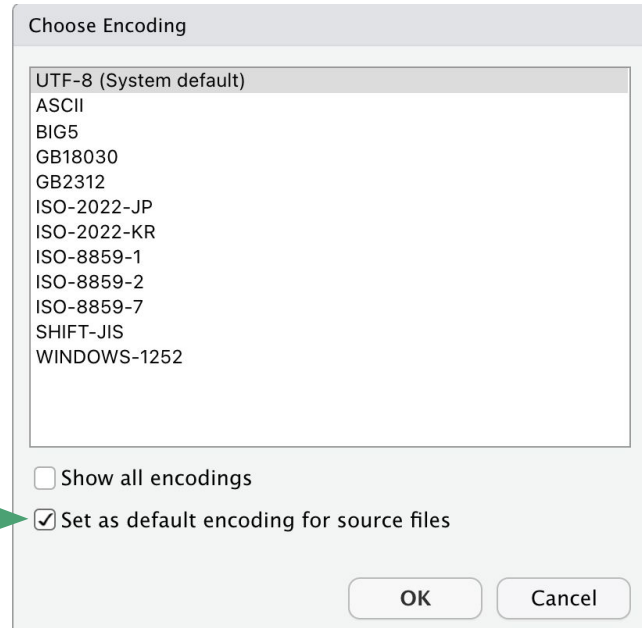 Choose Encoding
UTF-8 (System default)
ASCII
BIG5
GB18030
GB2312
ISO-2022-JP
ISO-2022-KR
ISO-8859-1
ISO-8859-2
ISO-8859-7
SHIFT-JIS
WINDOWS-1252
Show all encodings
Set as default encoding for source files
OK Cancel